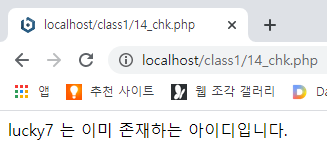 localhost/class1/14_chk.php
localhost/class1/14_chk.php
앱 추천 사이트 웹 조각 갤러리 Da
lucky7 는 이미 존재하는 아이디입니다.